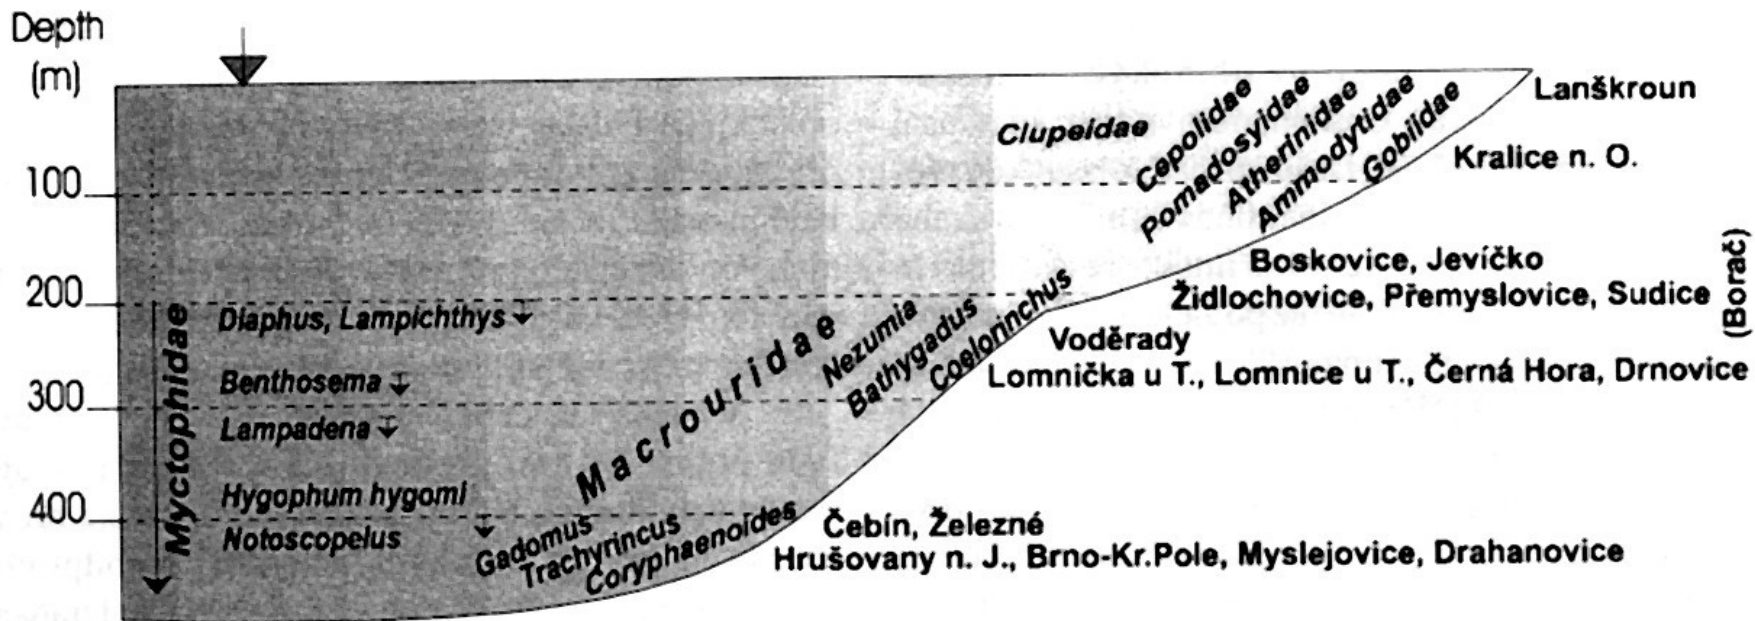 Depth
(m)
100
200
300
400
Myctophidae
Diaphus, Lampichthys
Benthosema
Lampadena
Hygophum hygomi
Notoscopelus
Macrouridae
Gadomus
Trachyrincus
Coryphaenoides
Nezumia
Bathygadus
Coelorinchus
Clupeidae
Cepolidae
Pomadosyidae
Atherinidae
Ammodytidae
Gobiidae
Lanškroun
Kralice n. O.
Boskovice, Jevíčko
Židlochovice, Přemyslovice, Sudice
(Borač)
Voděrady
Lomnička u T., Lomnice u T., Černá Hora, Drnovice
Čebín, Železné
Hrušovany n. J., Brno-Kr.Pole, Myslejovice, Drahanovice